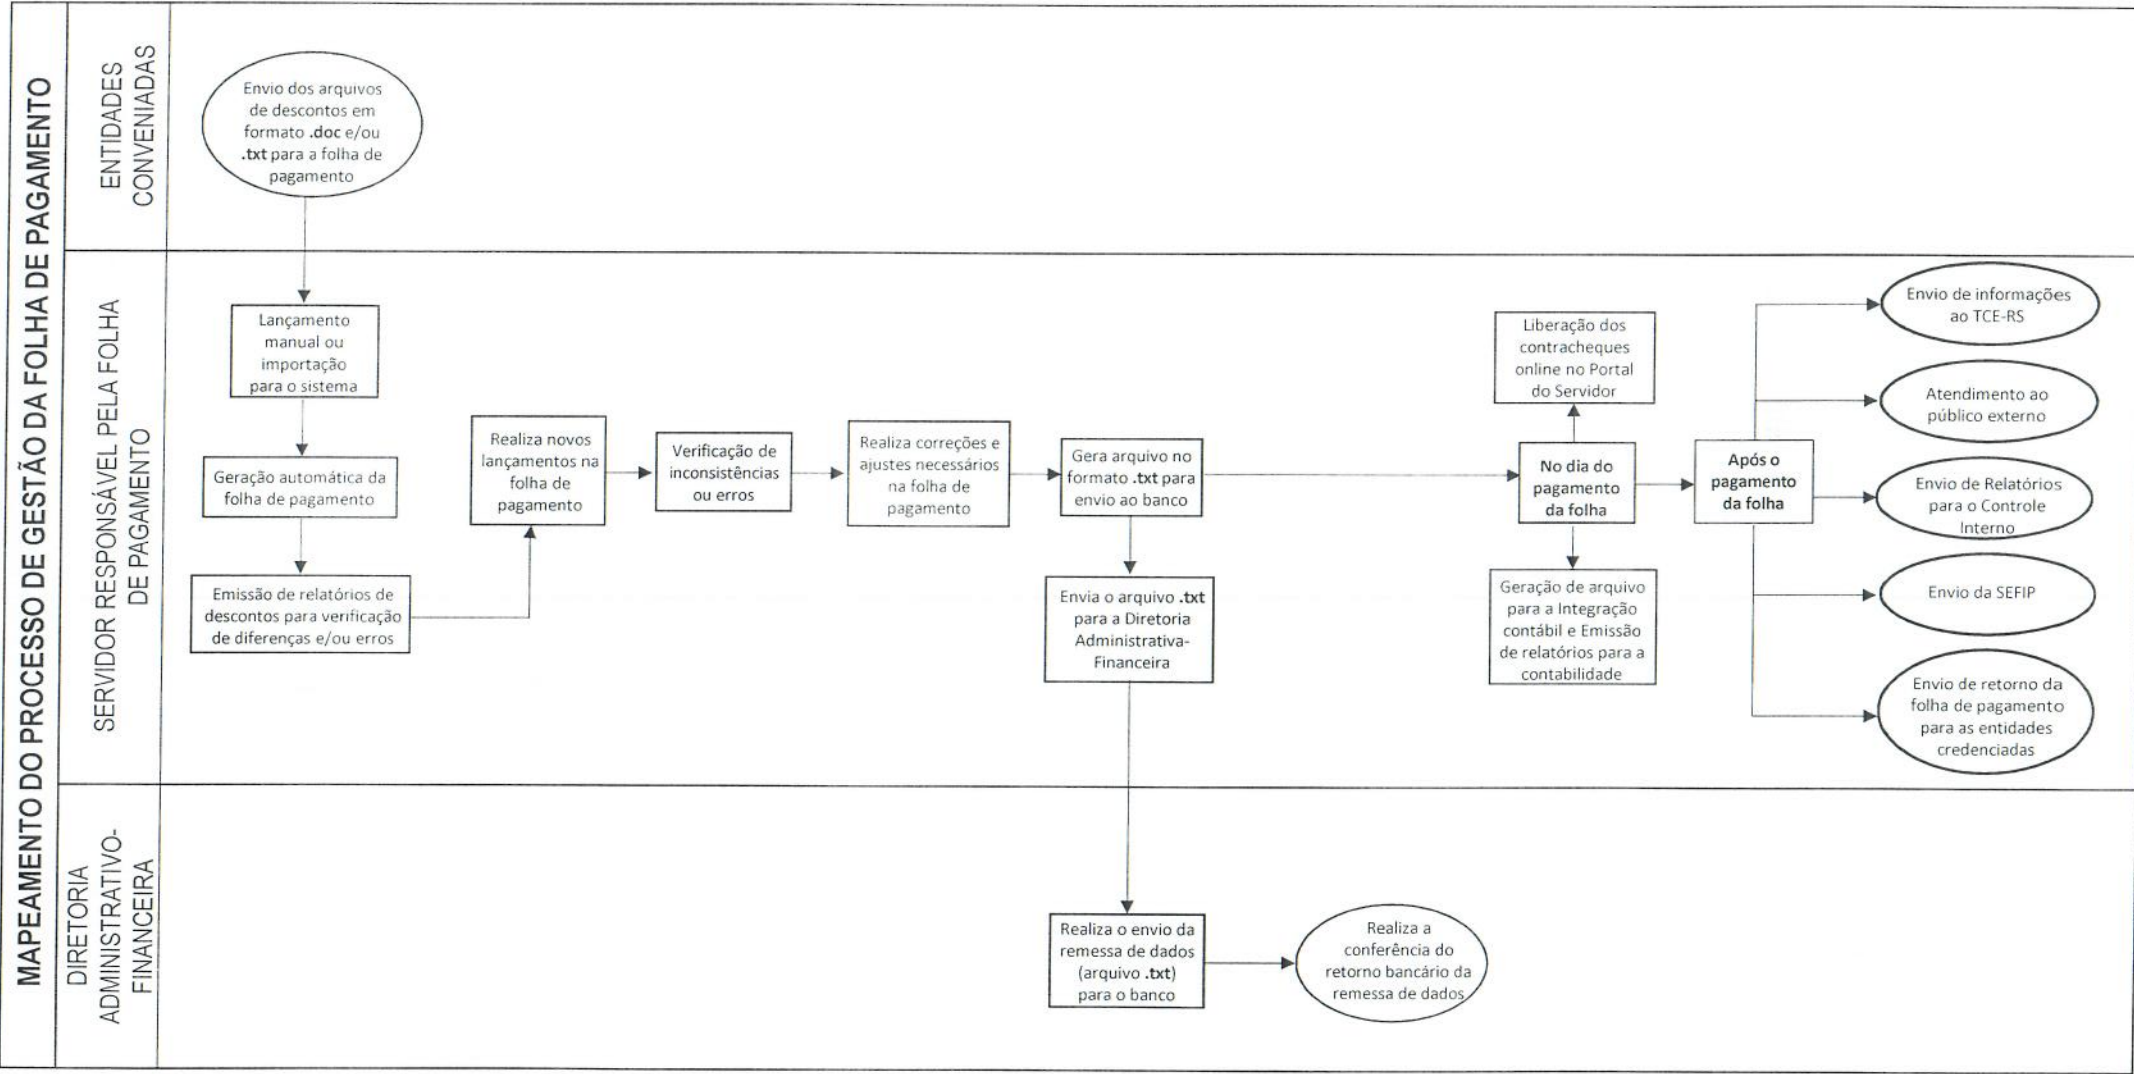 MAPEAMENTO DO PROCESSO DE GESTÃO DA FOLHA DE PAGAMENTO
ENTIDADES
CONVENIADAS
Envio dos arquivos
de descontos em
formato .doc e/ou
.txt para a folha de
pagamento
SERVIDOR RESPONSÁVEL PELA FOLHA
DE PAGAMENTO
Lançamento
manual ou
importação
para o sistema
Geração automática da
folha de pagamento
Emissão de relatórios de
descontos para verificação
de diferenças e/ou erros
Realiza novos
lançamentos na
folha de
pagamento
Verificação de
inconsistências
ou erros
Realiza correções e
ajustes necessários
na folha de
pagamento
Gera arquivo no
formato .txt para
envio ao banco
Envia o arquivo .txt
para a Diretoria
Administrativa-
Financeira
Liberação dos
contracheques
online no Portal
do Servidor
No dia do
pagamento
da folha
Geração de arquivo
para a Integração
contábil e Emissão
de relatórios para a
contabilidade
Após o
pagamento
da folha
Envio de informações
ao TCE-RS
Atendimento ao
público externo
Envio de Relatórios
para o Controle
Interno
Envio da SEFIP
Envio de retorno da
folha de pagamento
para as entidades
credenciadas
DIRETORIA
ADMINISTRATIVO-
FINANCEIRA
Realiza o envio da
remessa de dados
(arquivo .txt)
para o banco
Realiza a
conferência do
retorno bancário da
remessa de dados